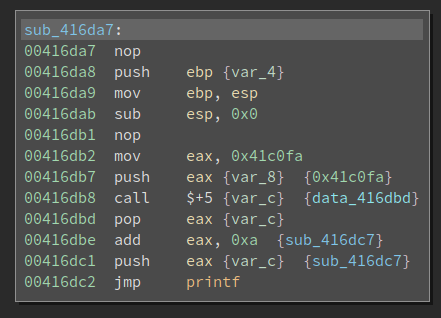 sub_416da7:
00416da7 nop
00416da8 push ebp {var_4}
00416da9 mov ebp, esp
00416dab sub esp, 0x0
00416db1 nop
00416db2 mov eax, 0x41c0fa
00416db7 push eax {var_8} {0x41c0fa}
00416db8 call $+5 {var_c} {data_416dbd}
00416dbd pop eax {var_c}
00416dbe add eax, 0xa {sub_416dc7}
00416dc1 push eax {var_c} {sub_416dc7}
00416dc2 jmp printf